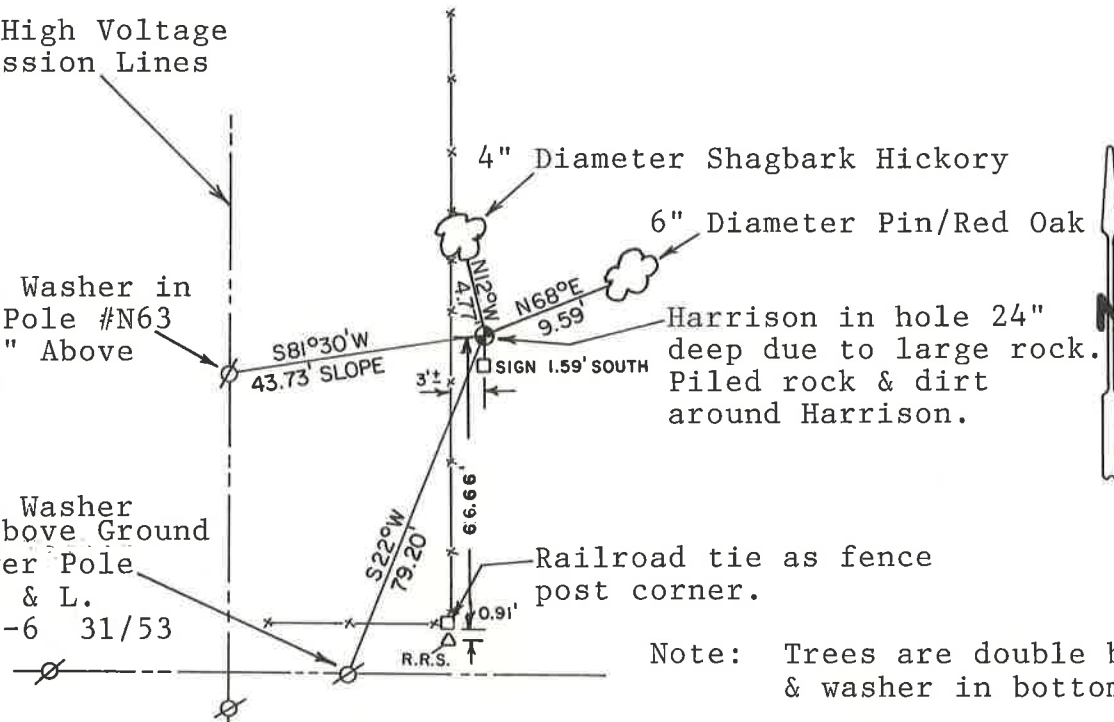 High Voltage
ssion Lines
4" Diameter Shagbark Hickory
6" Diameter Pin/Red Oak
N12°W
4.77'
N68°E
9.59'
Washer in
Pole #N63
" Above
S81°30'W
43.73' SLOPE
Harrison in hole 24"
deep due to large rock.
Piled rock & dirt
around Harrison.
SIGN 1.59' SOUTH
3'±
N
66.66'
S22°W
79.20'
Washer
bove Ground
er Pole
& L.
-6 31/53
Railroad tie as fence
post corner.
0.91'
R.R.S.
Note: Trees are double b
& washer in bottom